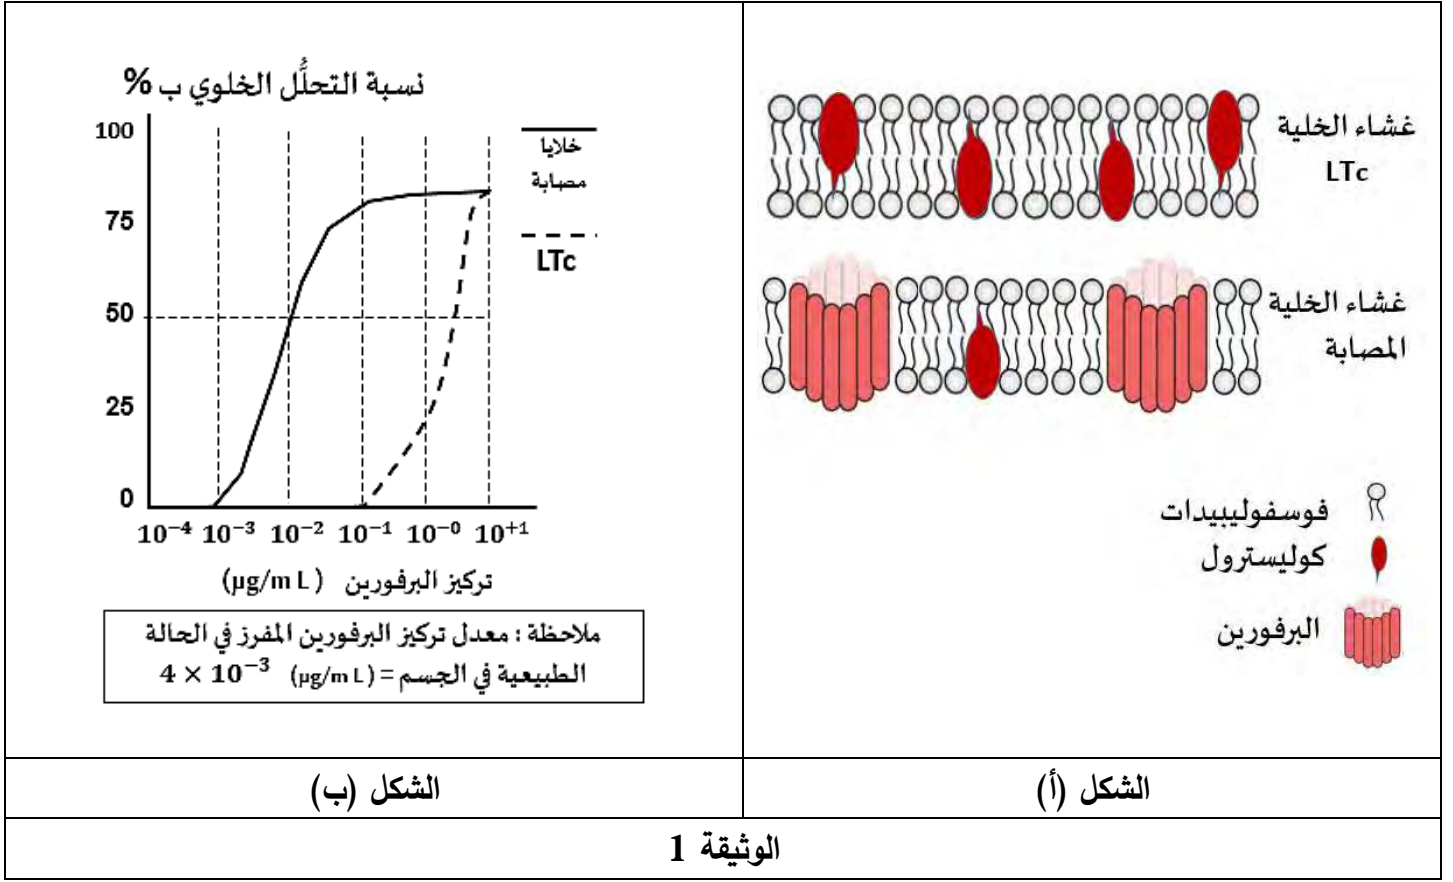 غشاء الخلية
LTc
غشاء الخلية
المصابة
فوسفوليبيدات
كوليسترول
البرفورين
نسبة التحلُّل الخلوي ب %
100
75
50
25
0
خلايا
مصابة
LTc
10⁻⁴ 10⁻³ 10⁻² 10⁻¹ 10⁻⁰ 10⁺¹
تركيز البرفورين (µg/m L)
ملاحظة : معدل تركيز البرفورين المفرز في الحالة
الطبيعية في الجسم = (µg/m L) 4 × 10⁻³
الشكل (أ)
الشكل (ب)
الوثيقة 1